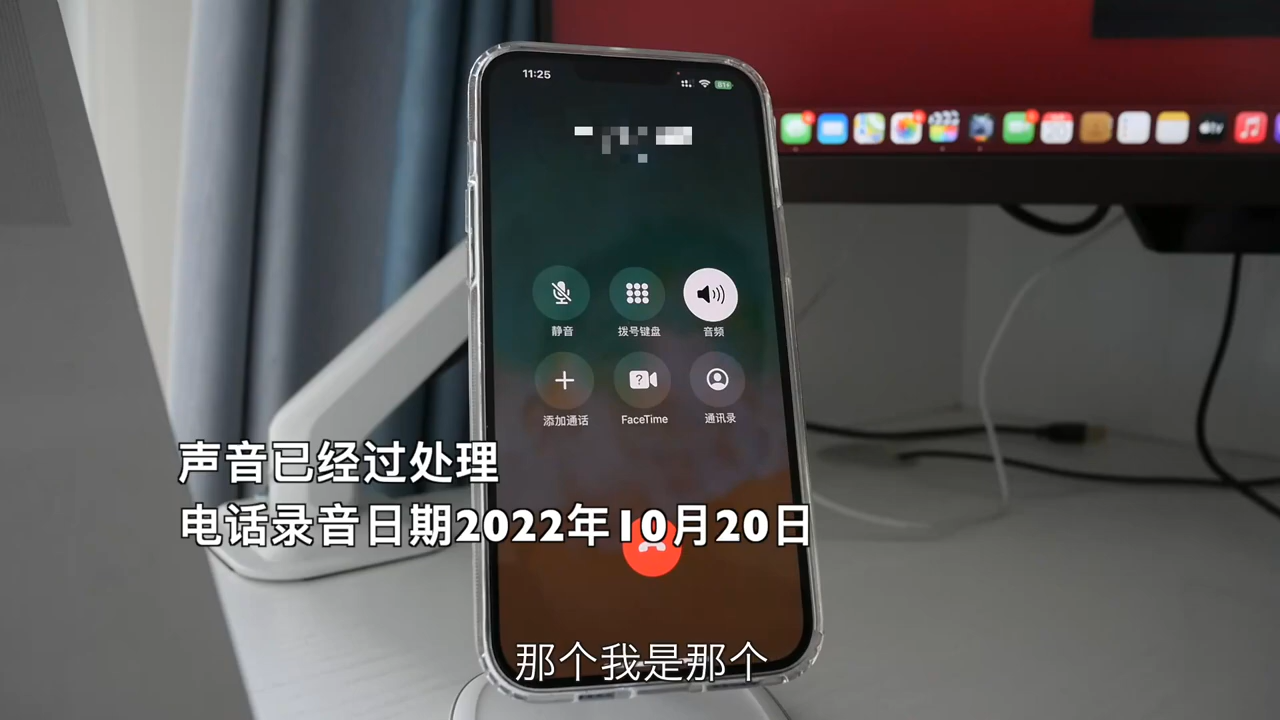 11:25
81+
静音
拨号键盘
音频
添加通话
FaceTime
通讯录
声音已经过处理
电话录音日期2022年10月20日
那个我是那个